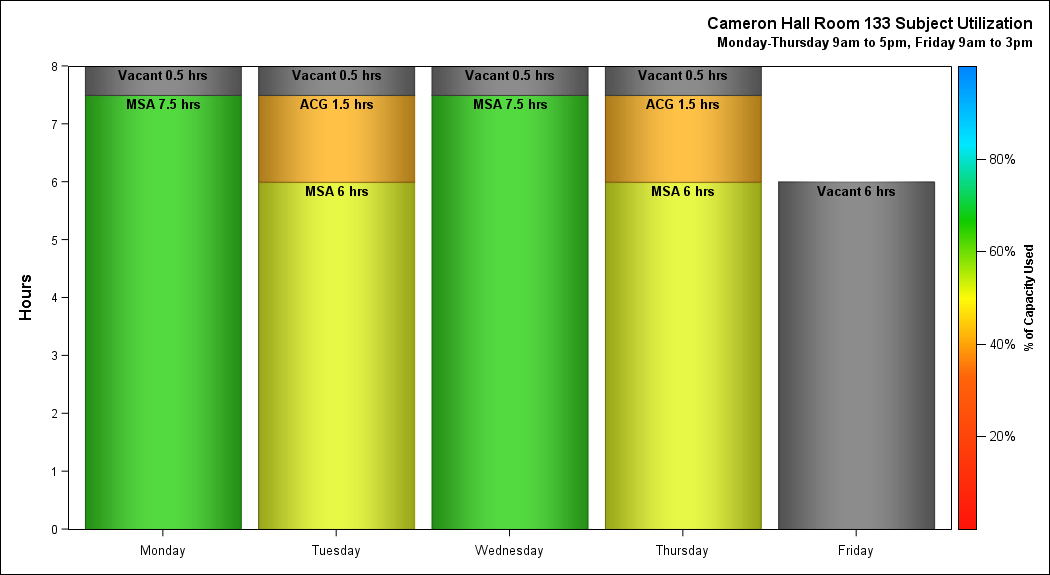 Cameron Hall Room 133 Subject Utilization
Monday-Thursday 9am to 5pm, Friday 9am to 3pm
Hours
8
7
6
5
4
3
2
1
0
Vacant 0.5 hrs
MSA 7.5 hrs
Vacant 0.5 hrs
ACG 1.5 hrs
MSA 6 hrs
Vacant 0.5 hrs
MSA 7.5 hrs
Vacant 0.5 hrs
ACG 1.5 hrs
MSA 6 hrs
Vacant 6 hrs
Monday
Tuesday
Wednesday
Thursday
Friday
80%
60%
40%
20%
% of Capacity Used